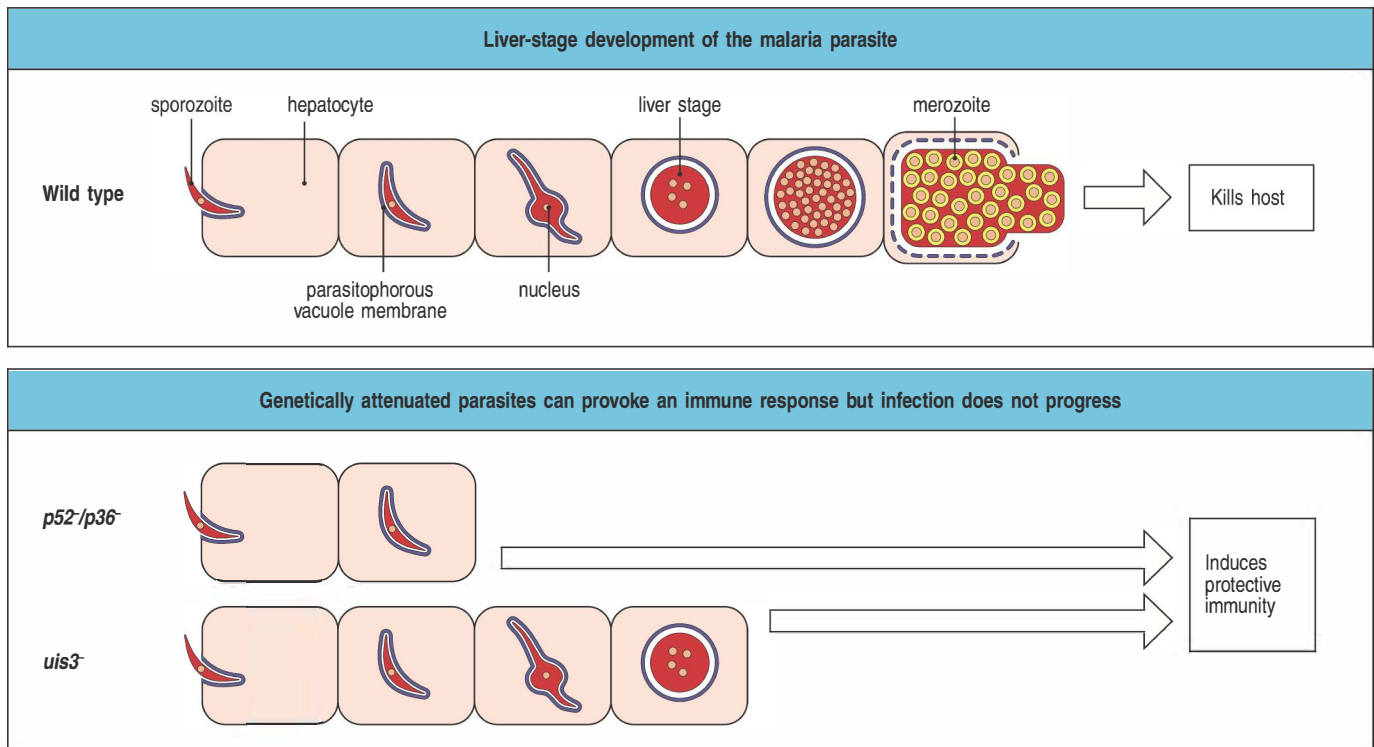 Liver-stage development of the malaria parasite
sporozoite
hepatocyte
liver stage
merozoite
Wild type
Kills host
parasitophorous
vacuole membrane
nucleus
Genetically attenuated parasites can provoke an immune response but infection does not progress
p52⁻/p36⁻
Induces
protective
immunity
uis3⁻